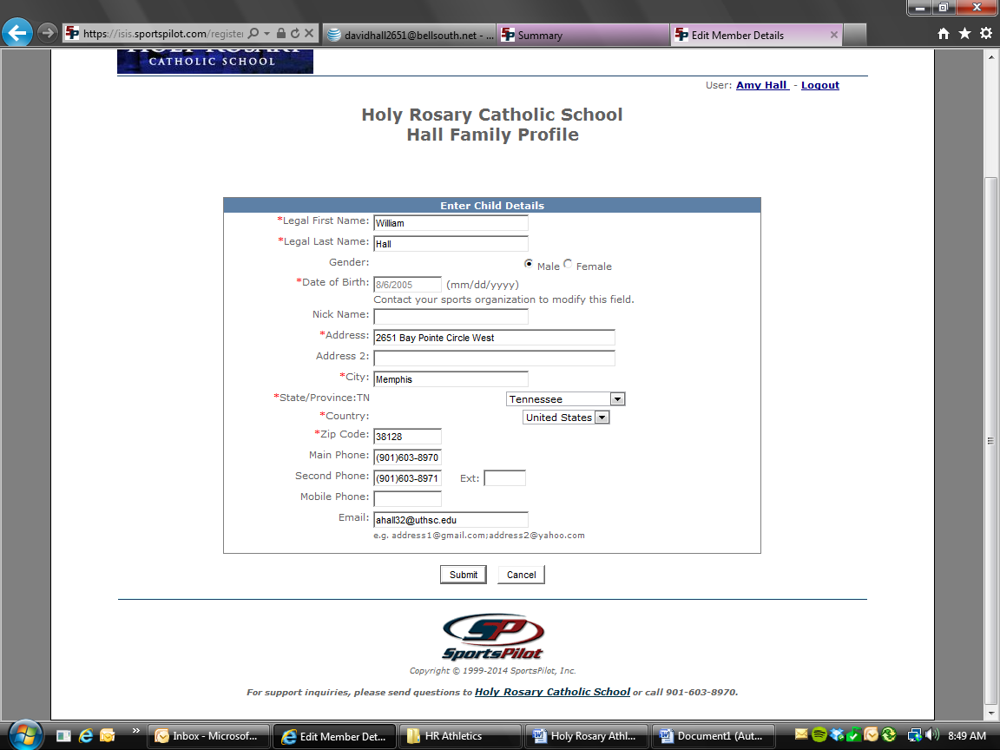 https://isis.sportspilot.com/register
davidhall2651@bellsouth.net - ...
Summary
Edit Member Details
HOLY ROSARY
CATHOLIC SCHOOL
User: Amy Hall - Logout
Holy Rosary Catholic School
Hall Family Profile
Enter Child Details
*Legal First Name: William
*Legal Last Name: Hall
Gender: Male Female
*Date of Birth: 8/6/2005 (mm/dd/yyyy)
Contact your sports organization to modify this field.
Nick Name:
*Address: 2651 Bay Pointe Circle West
Address 2:
*City: Memphis
*State/Province:TN Tennessee
*Country: United States
*Zip Code: 38128
Main Phone: (901)603-8970
Second Phone: (901)603-8971 Ext:
Mobile Phone:
Email: ahall32@uthsc.edu
e.g. address1@gmail.com;address2@yahoo.com
Submit Cancel
SP
SportsPilot
Copyright © 1999-2014 SportsPilot, Inc.
For support inquiries, please send questions to Holy Rosary Catholic School or call 901-603-8970.
Inbox - Microsof...
Edit Member Det...
HR Athletics
Holy Rosary Athl...
Document1 (Aut...
8:49 AM